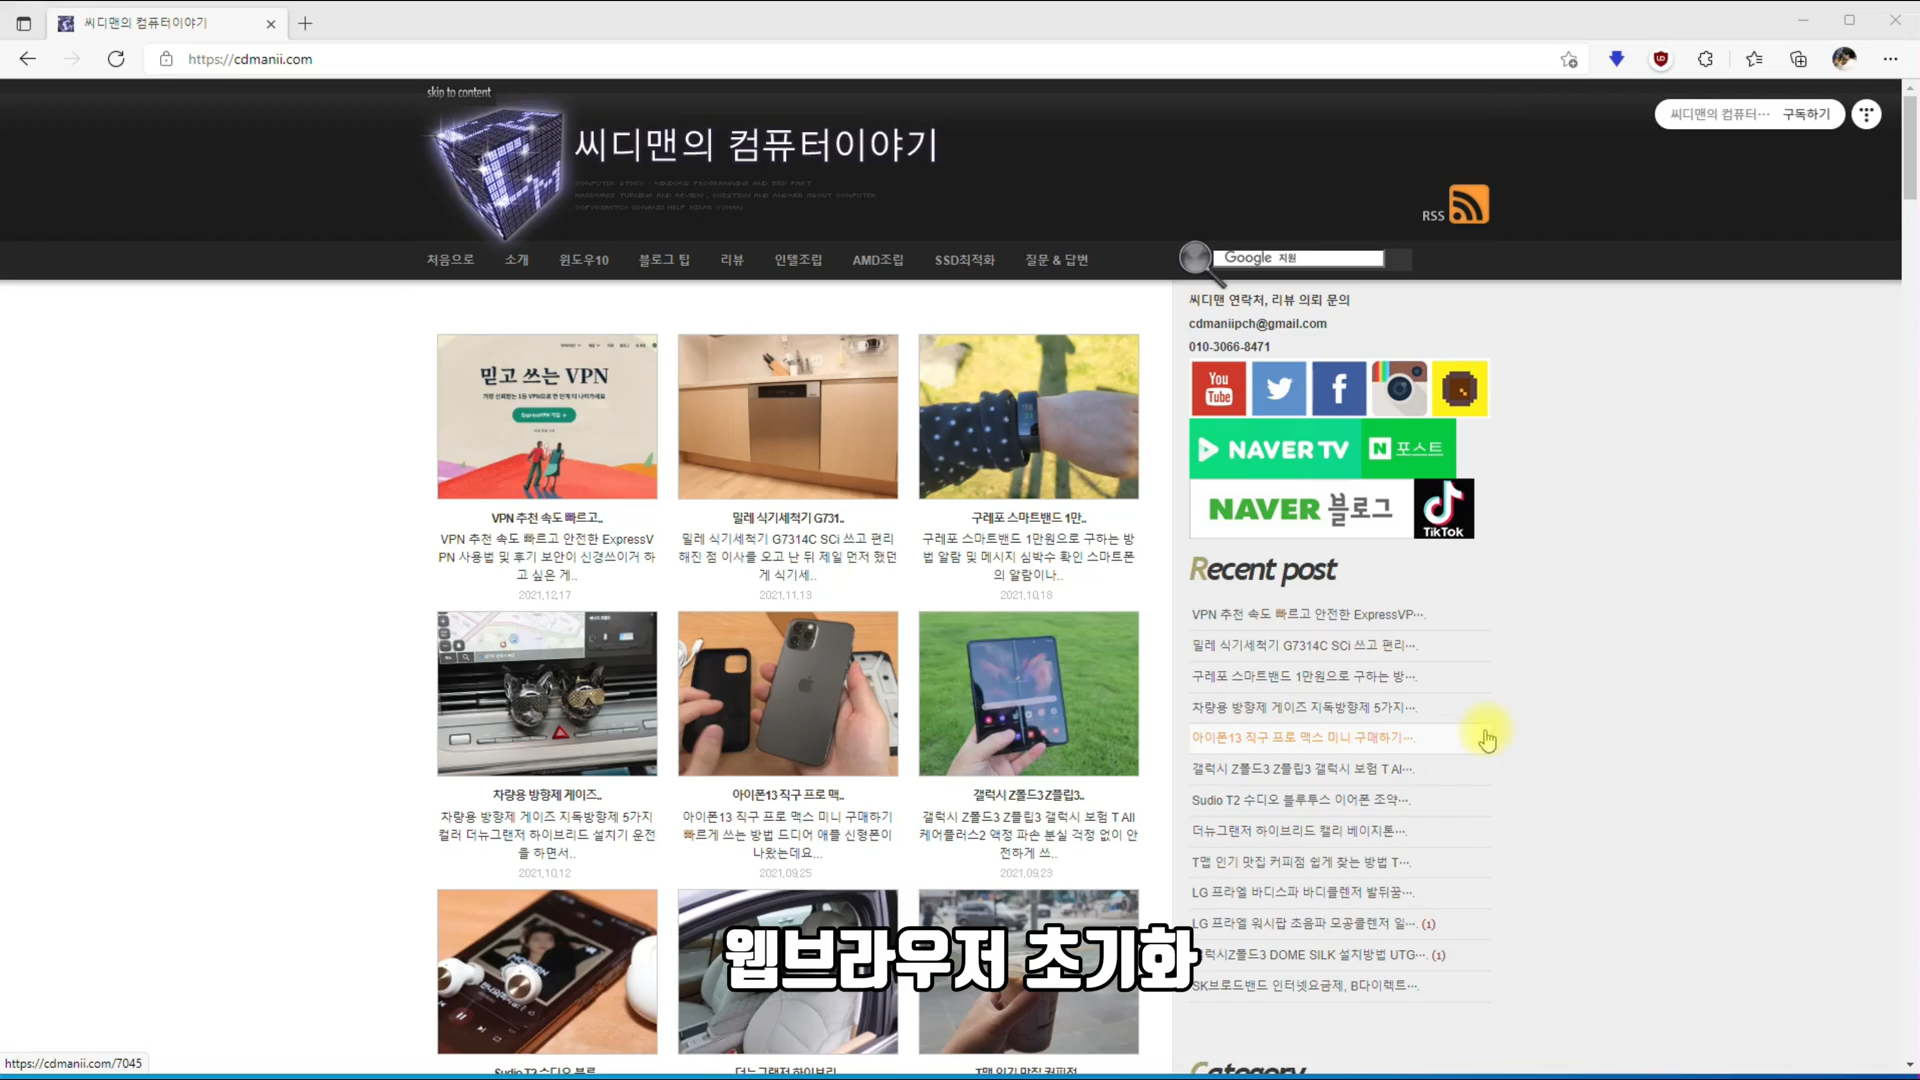 씨디맨의 컴퓨터이야기
https://cdmanii.com
skip to content
씨디맨의 컴퓨터이야기
씨디맨의 컴퓨터… 구독하기
RSS
처음으로 소개 윈도우10 블로그 팁 리뷰 인텔조립 AMD조립 SSD최적화 질문 & 답변
Google 지원
씨디맨 연락처, 리뷰 의뢰 문의
cdmaniipch@gmail.com
010-3066-8471
You
Tube
NAVER TV
N 포스트
NAVER 블로그
TikTok
믿고 쓰는 VPN
VPN 추천 속도 빠르고..
VPN 추천 속도 빠르고 안전한 ExpressV
PN 사용법 및 후기 보안이 신경쓰이거 하
고 싶은 게..
2021.12.17
밀레 식기세척기 G731..
밀레 식기세척기 G7314C SCi 쓰고 편리
해진 점 이사를 오고 난 뒤 제일 먼저 했던
게 식기세..
2021.11.13
구레포 스마트밴드 1만..
구레포 스마트밴드 1만원으로 구하는 방
법 알람 및 메시지 심박수 확인 스마트폰
의 알람이나..
2021.10.18
차량용 방향제 게이즈..
차량용 방향제 게이즈 지독방향제 5가지
컬러 더뉴그랜저 하이브리드 설치기 운전
을 하면서..
2021.10.12
아이폰13 직구 프로 맥..
아이폰13 직구 프로 맥스 미니 구매하기
빠르게 쓰는 방법 드디어 애플 신형폰이
나왔는데요...
2021.09.25
갤럭시 Z폴드3 Z플립3..
갤럭시 Z폴드3 Z플립3 갤럭시 보험 T All
케어플러스2 액정 파손 분실 걱정 없이 안
전하게 쓰..
2021.09.23
Recent post
VPN 추천 속도 빠르고 안전한 ExpressVP….
밀레 식기세척기 G7314C SCi 쓰고 편리….
구레포 스마트밴드 1만원으로 구하는 방….
차량용 방향제 게이즈 지독방향제 5가지….
아이폰13 직구 프로 맥스 미니 구매하기….
갤럭시 Z폴드3 Z플립3 갤럭시 보험 T Al….
Sudio T2 수디오 블루투스 이어폰 조약….
더뉴그랜저 하이브리드 캘리 베이지톤….
T맵 인기 맛집 커피점 쉽게 찾는 방법 T….
LG 프라엘 바디스파 바디클렌저 발뒤꿈….
LG 프라엘 워시팝 초음파 모공클렌저 일…. (1)
럭시Z폴드3 DOME SILK 설치방법 UTG…. (1)
SK브로드밴드 인터넷요금제, B다이렉트….
Category
웹브라우저 초기화
Sudio T2 수디오 블루
더뉴그랜저 하이브리
T맵 인기 맛집 커피점
https://cdmanii.com/7045